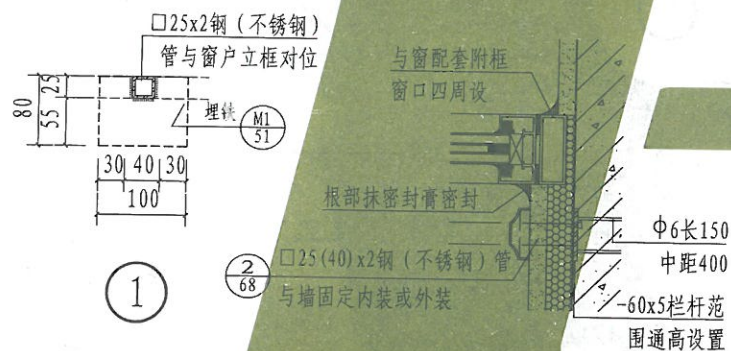 □25x2钢（不锈钢）
管与窗户立框对位
80
25
55
埋铁
M1
51
30 40 30
100
1
与窗配套附框
窗口四周设
根部抹密封膏密封
2
68
□25(40)x2钢（不锈钢）管
与墙固定内装或外装
Φ6长150
中距400
-60x5栏杆范
围通高设置